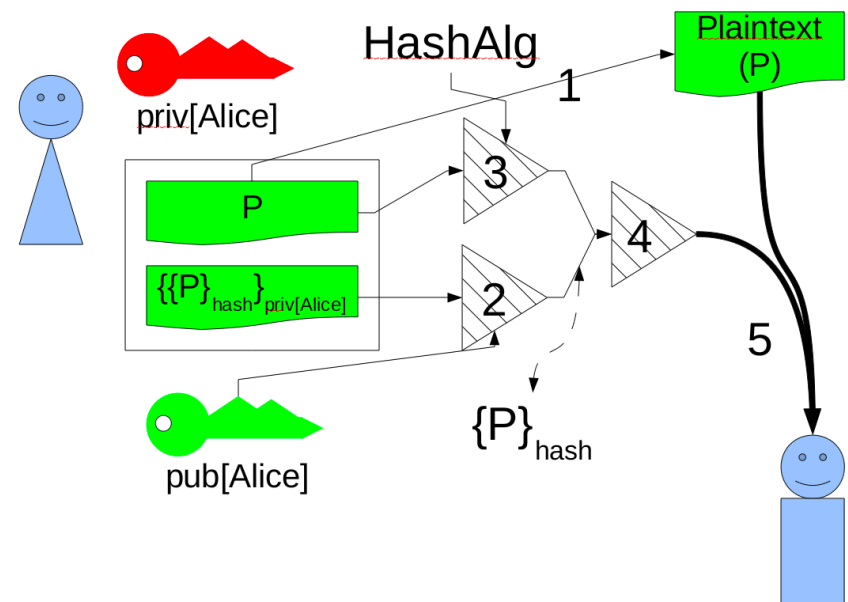 HashAlg
Plaintext
(P)
1
priv[Alice]
3
P
4
{{P}hash}priv[Alice]
2
5
{P}hash
pub[Alice]